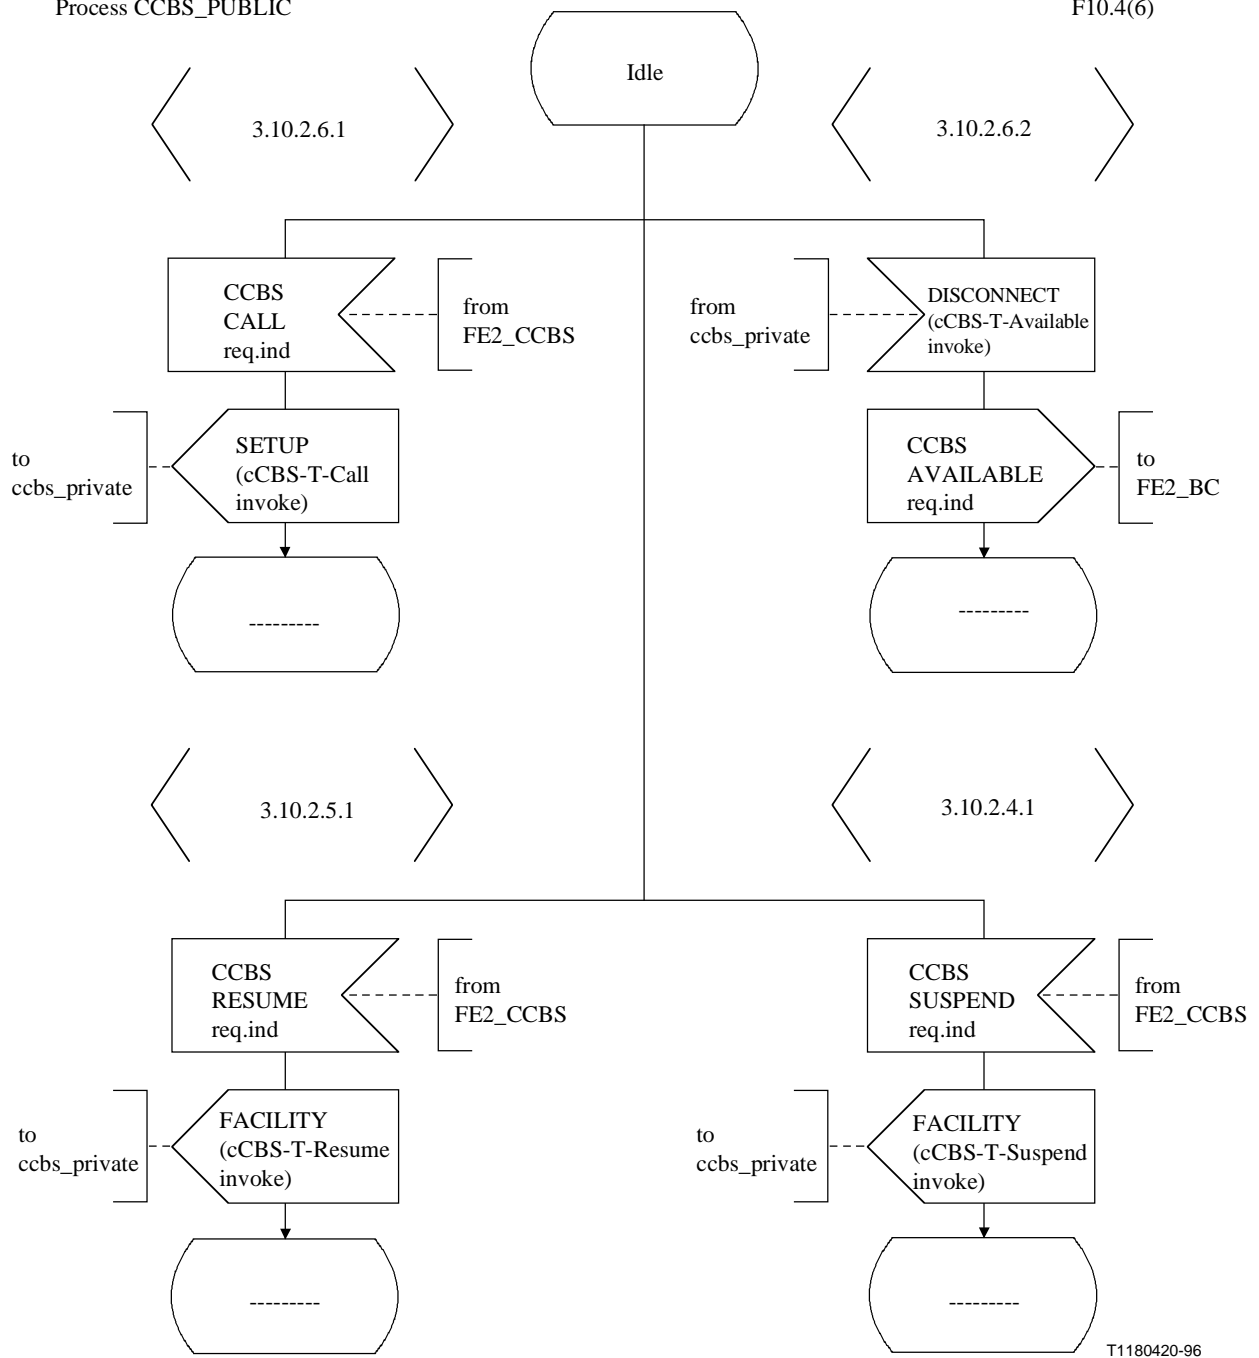 Process CCBS_PUBLIC
F10.4(6)
Idle
3.10.2.6.1
3.10.2.6.2
CCBS
CALL
req.ind
from
FE2_CCBS
from
ccbs_private
DISCONNECT
(cCBS-T-Available
invoke)
to
ccbs_private
SETUP
(cCBS-T-Call
invoke)
CCBS
AVAILABLE
req.ind
to
FE2_BC
---------
---------
3.10.2.5.1
3.10.2.4.1
CCBS
RESUME
req.ind
from
FE2_CCBS
CCBS
SUSPEND
req.ind
from
FE2_CCBS
to
ccbs_private
FACILITY
(cCBS-T-Resume
invoke)
to
ccbs_private
FACILITY
(cCBS-T-Suspend
invoke)
---------
---------
T1180420-96